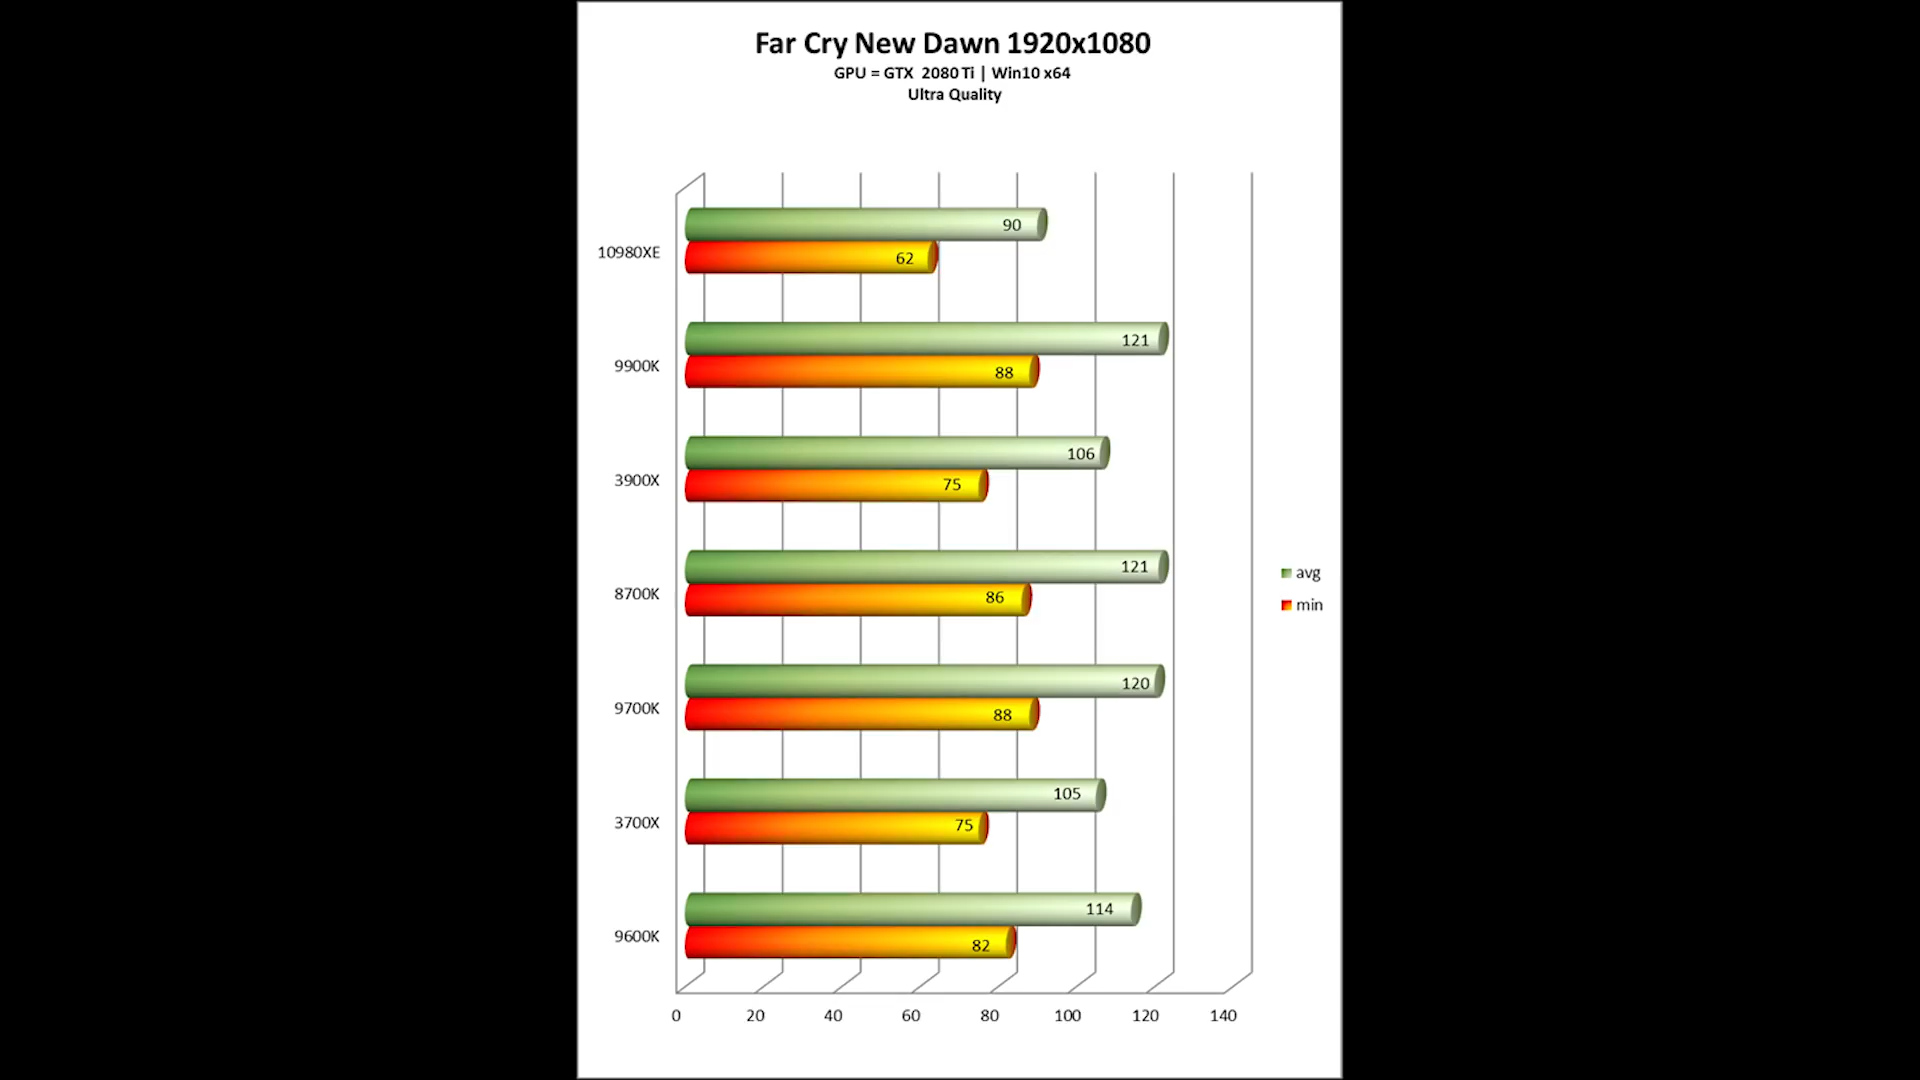 Far Cry New Dawn 1920x1080
GPU = GTX 2080 Ti | Win10 x64
Ultra Quality
90
10980XE
62
121
9900K
88
106
3900X
75
121
8700K
86
avg
min
120
9700K
88
105
3700X
75
114
9600K
82
0 20 40 60 80 100 120 140